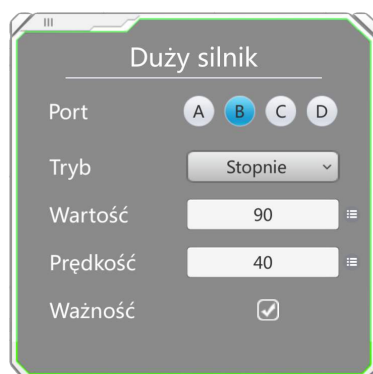 Duży silnik
Port A B C D
Tryb Stopnie
Wartość 90
Prędkość 40
Ważność